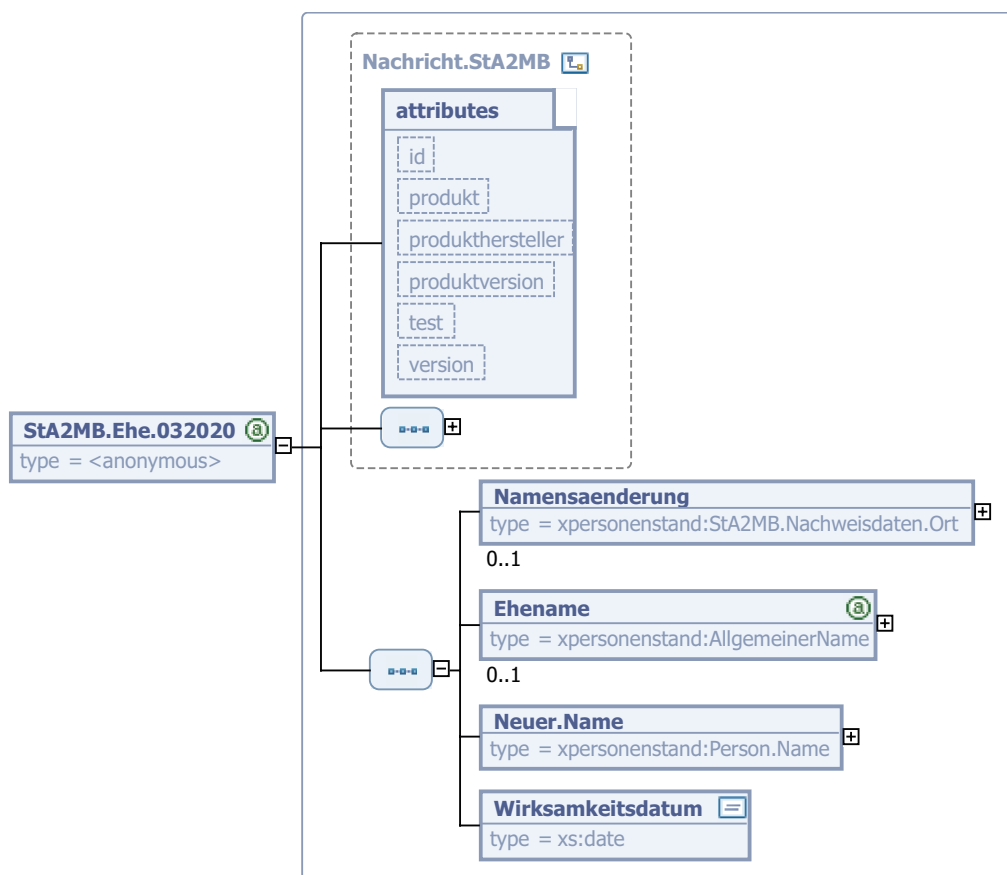 Nachricht.StA2MB
attributes
id
produkt
produkthersteller
produktversion
test
version
StA2MB.Ehe.032020 a
type = <anonymous>
Namensaenderung
type = xpersonenstand:StA2MB.Nachweisdaten.Ort
0..1
Ehename a
type = xpersonenstand:AllgemeinerName
0..1
Neuer.Name
type = xpersonenstand:Person.Name
Wirksamkeitsdatum
type = xs:date